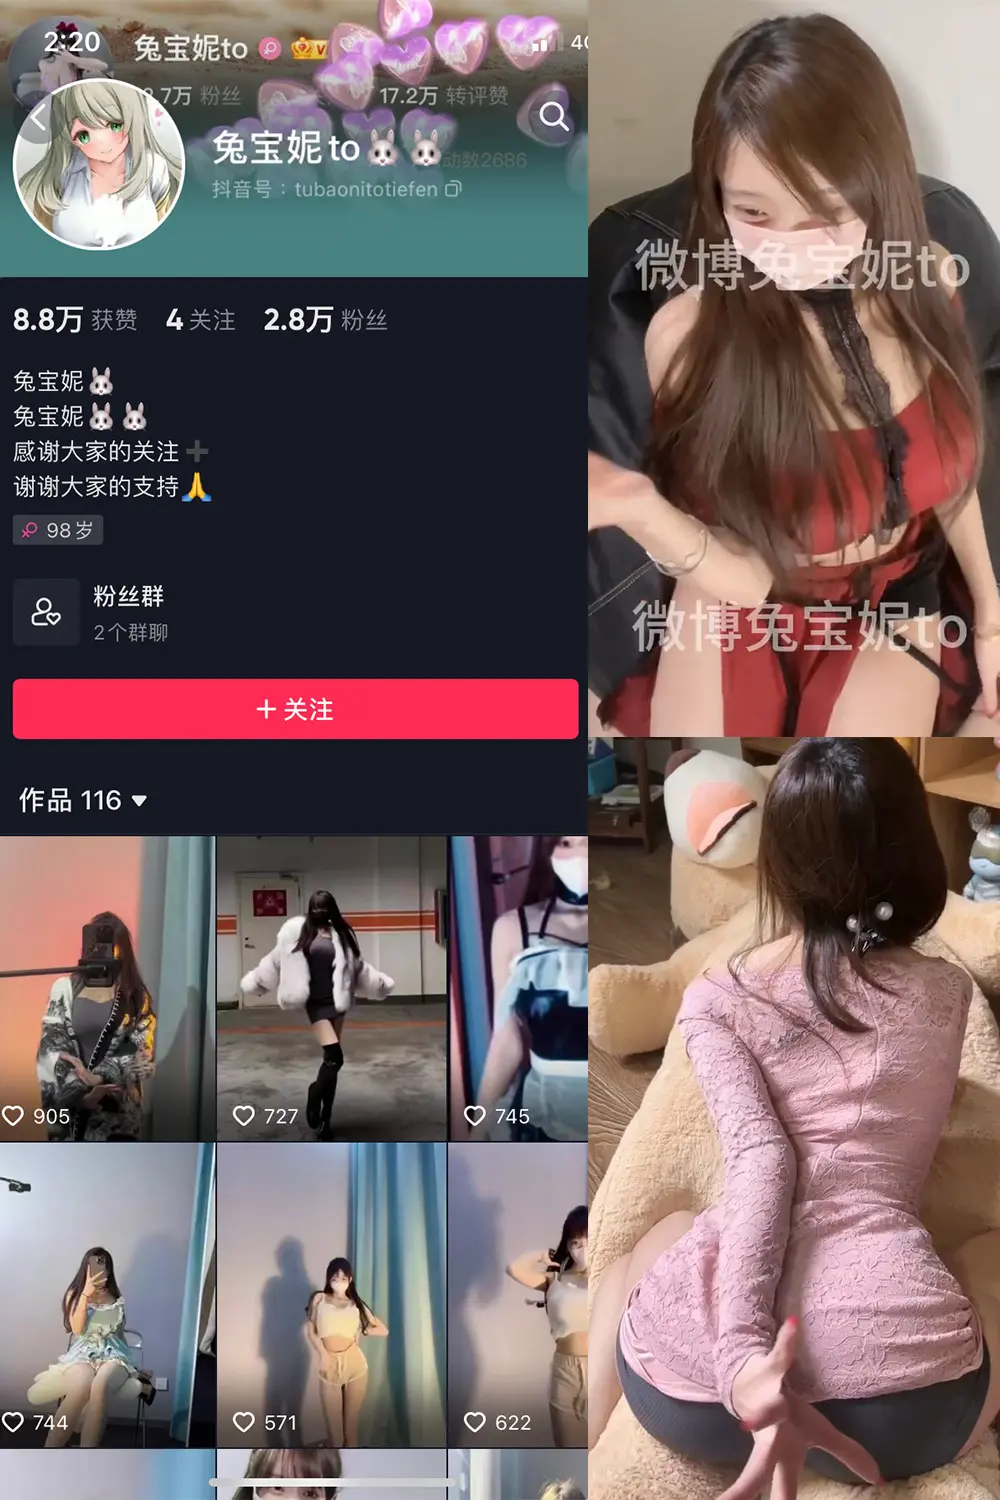 2:20
兔宝妮to
4G
.7万 粉丝
17.2万 转评赞
兔宝妮to🐰🐰
动数2686
抖音号：tubaonitotiefen
8.8万 获赞 4 关注 2.8万 粉丝
兔宝妮🐰
兔宝妮🐰🐰
感谢大家的关注➕
谢谢大家的支持🙏
98岁
粉丝群
2个群聊
+ 关注
作品 116
905
727
745
744
571
622
微博兔宝妮to
微博兔宝妮to